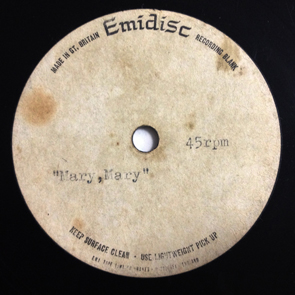 Emidisc
MADE IN GT. BRITAIN
RECORDING BLANK
45rpm
"Mary,Mary".
KEEP SURFACE CLEAR - USE LIGHTWEIGHT PICK UP